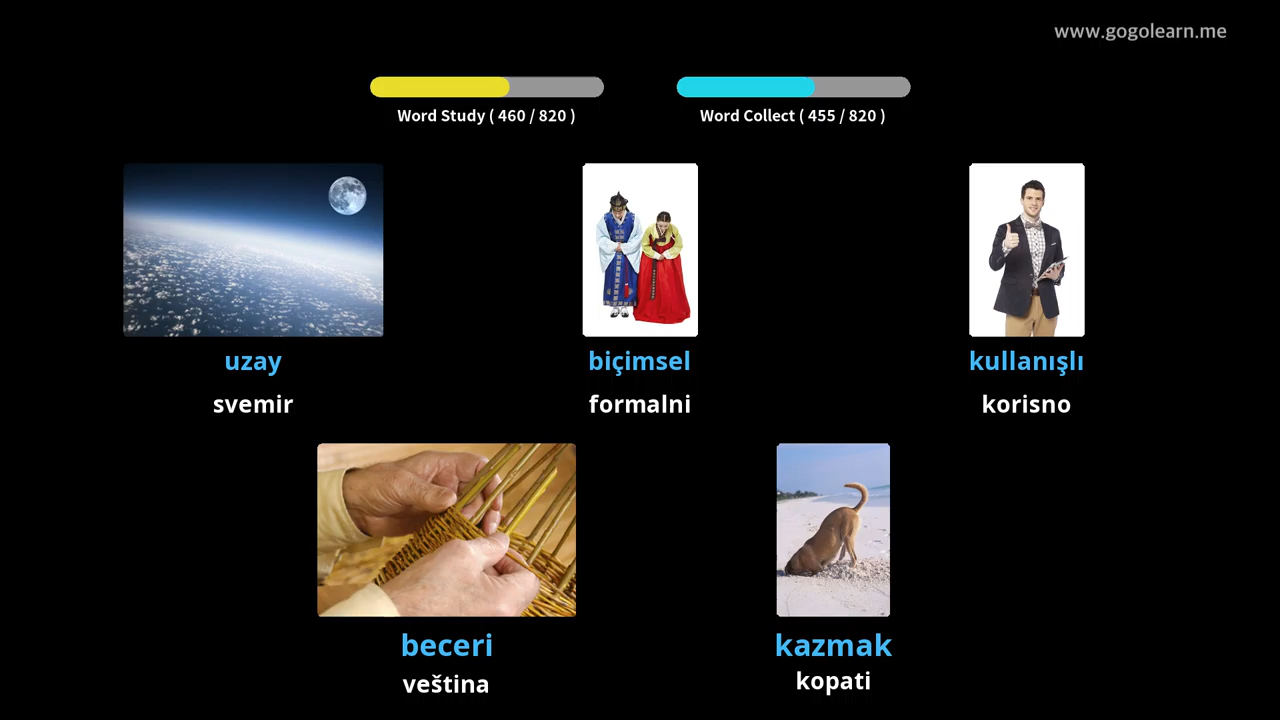 www.gogolearn.me
Word Study ( 460 / 820 )
Word Collect ( 455 / 820 )
uzay
svemir
biçimsel
formalni
kullanışlı
korisno
beceri
veština
kazmak
kopati